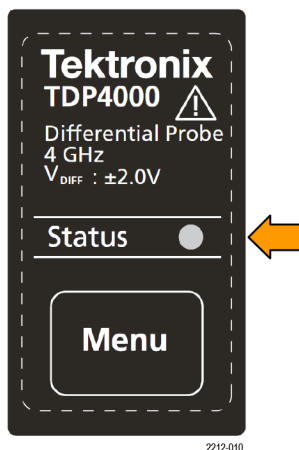 Tektronix
TDP4000
Differential Probe
4 GHz
VDIFF : ±2.0V
Status
Menu
2212-010